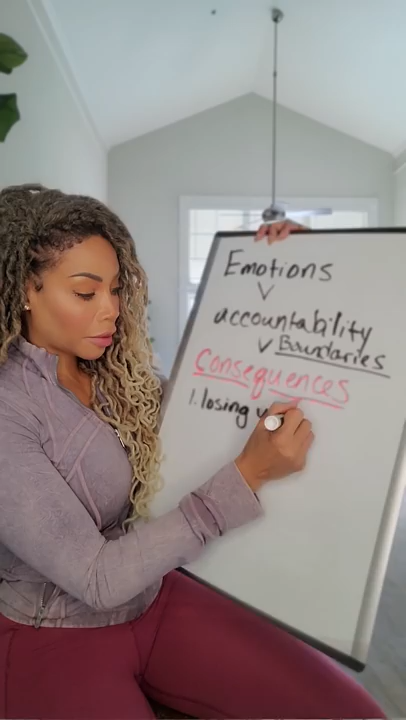 Emotions
V
accountability
V Boundaries
Consequences
1. losing